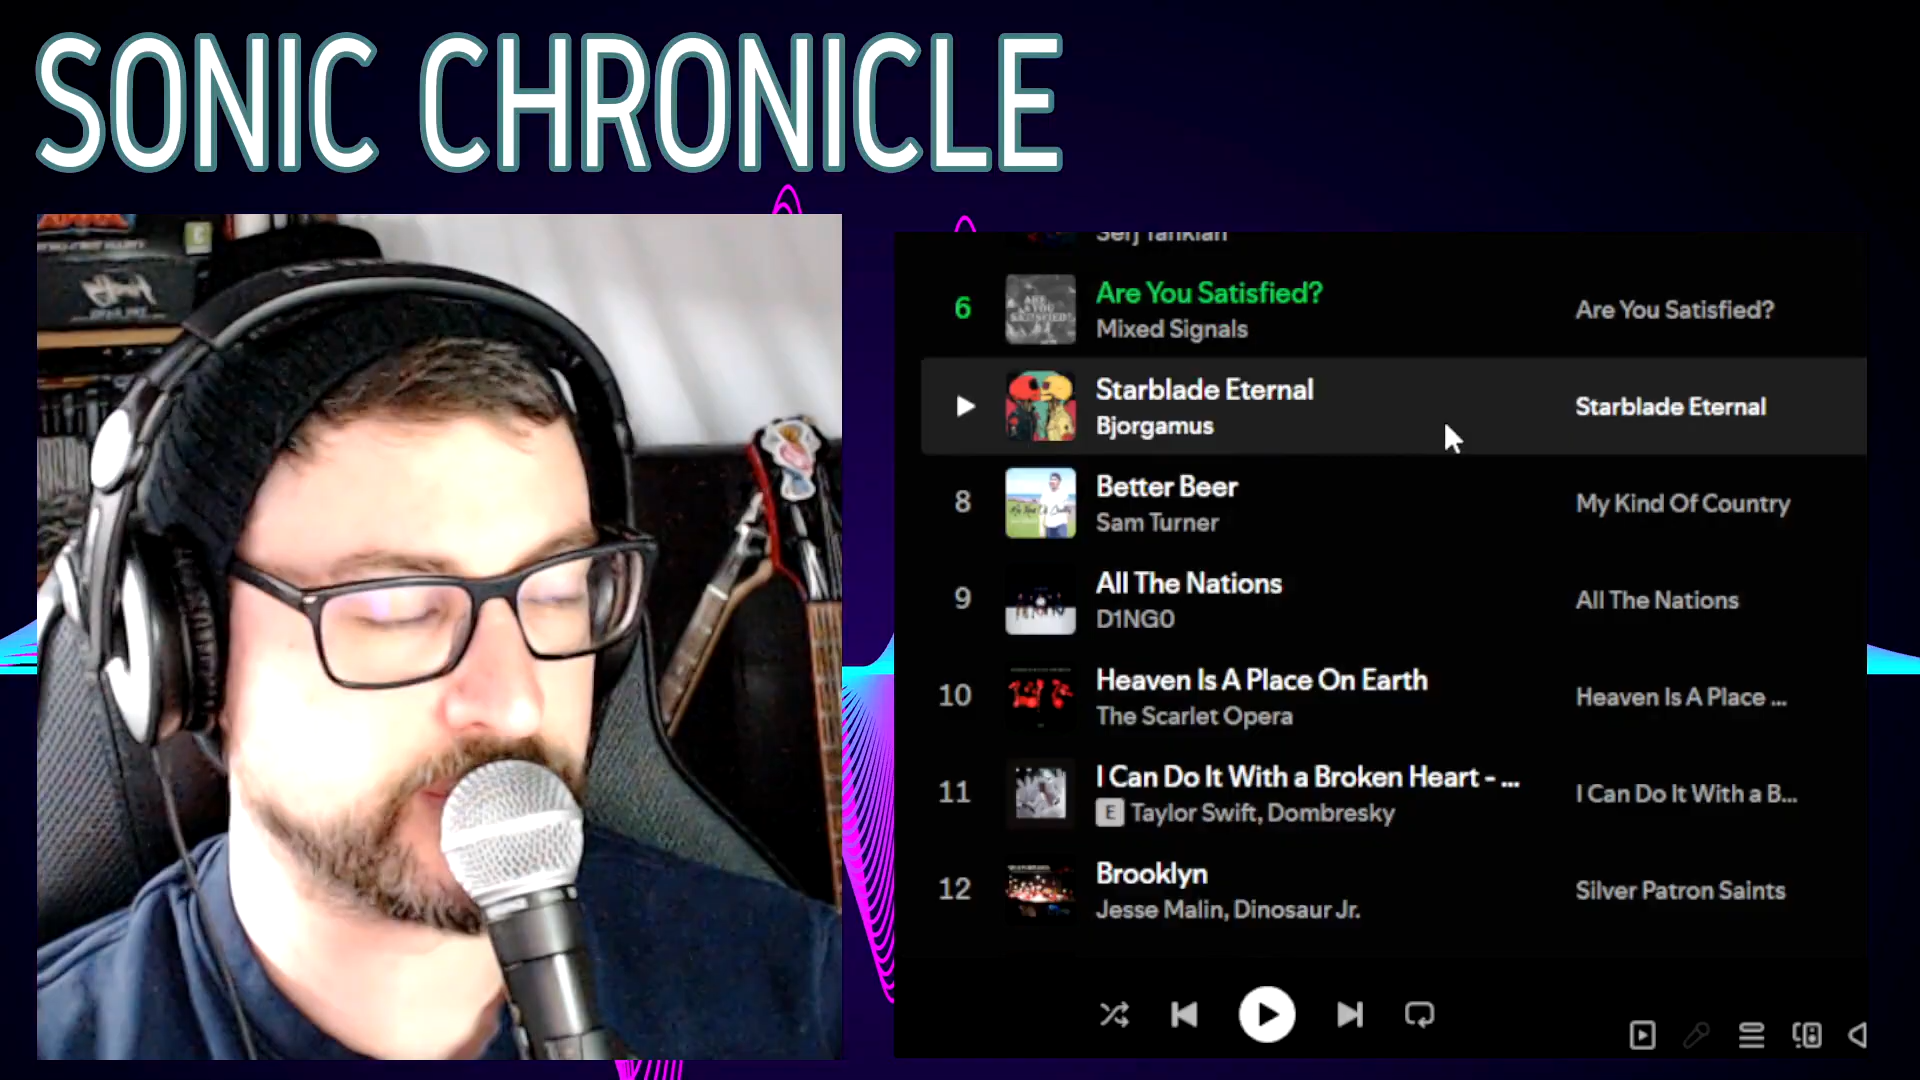 SONIC CHRONICLE
Serj Tankian
6
Are You Satisfied?
Mixed Signals
Are You Satisfied?
Starblade Eternal
Bjorgamus
Starblade Eternal
8
Better Beer
Sam Turner
My Kind Of Country
9
All The Nations
D1NG0
All The Nations
10
Heaven Is A Place On Earth
The Scarlet Opera
Heaven Is A Place ...
11
I Can Do It With a Broken Heart - ...
E Taylor Swift, Dombresky
I Can Do It With a B...
12
Brooklyn
Jesse Malin, Dinosaur Jr.
Silver Patron Saints